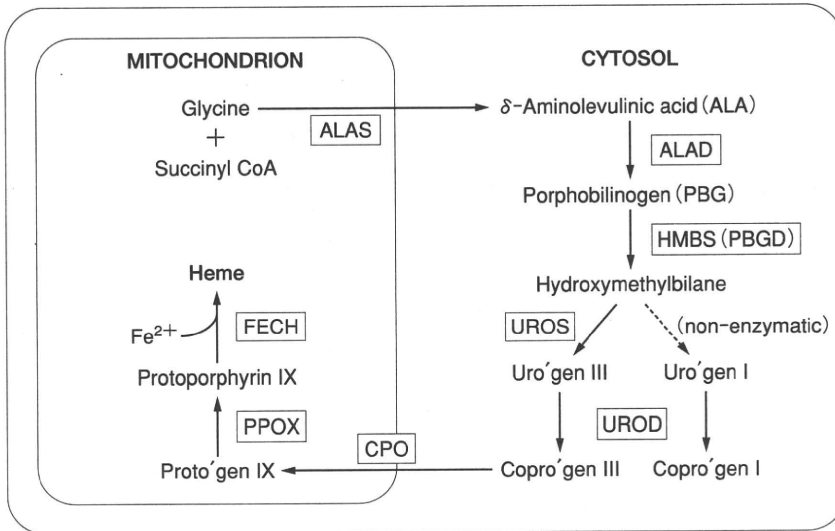 MITOCHONDRION
CYTOSOL
Glycine
+
Succinyl CoA
ALAS
δ-Aminolevulinic acid (ALA)
ALAD
Porphobilinogen (PBG)
HMBS (PBGD)
Hydroxymethylbilane
UROS
(non-enzymatic)
Uro´gen III
Uro´gen I
UROD
Copro´gen III
Copro´gen I
CPO
Proto´gen IX
PPOX
Protoporphyrin IX
Fe²⁺
FECH
Heme